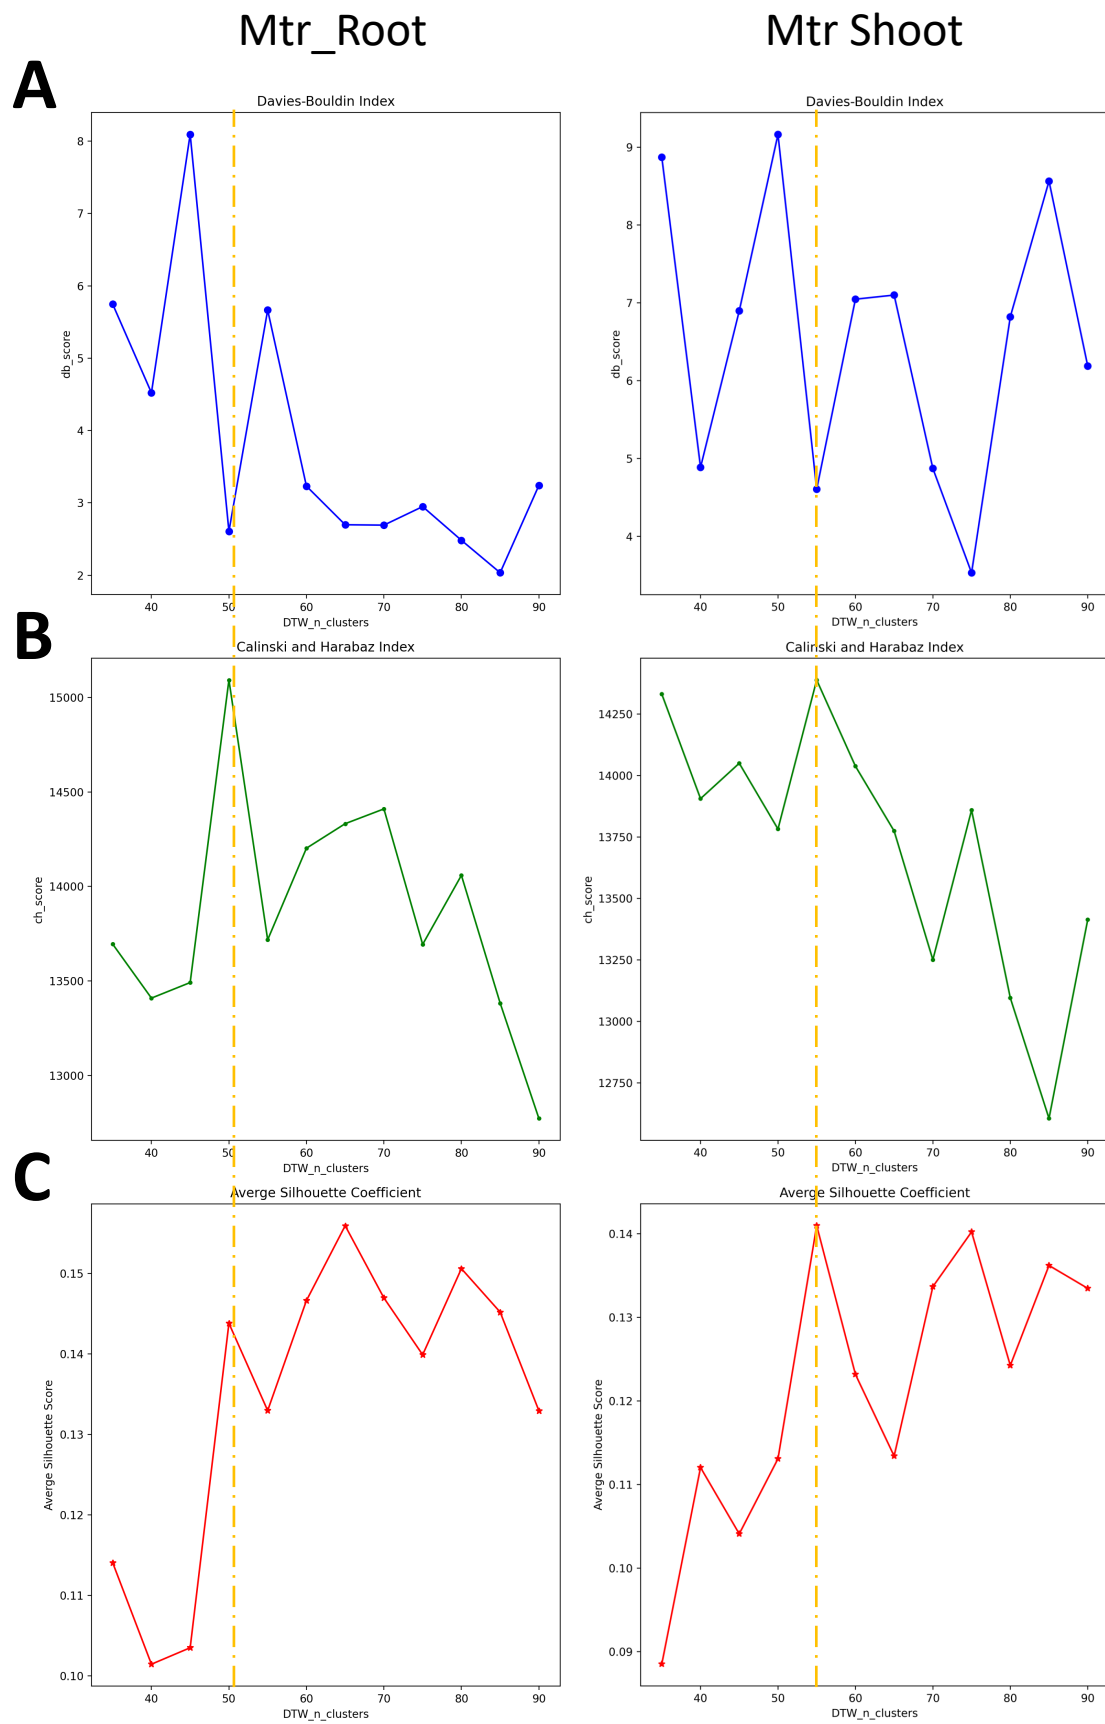 Mtr_Root
Mtr Shoot
A
Davies-Bouldin Index
db_score
8
7
6
5
4
3
2
40 50 60 70 80 90
DTW_n_clusters
Davies-Bouldin Index
db_score
9
8
7
6
5
4
40 50 60 70 80 90
DTW_n_clusters
B
Calinski and Harabaz Index
ch_score
15000
14500
14000
13500
13000
40 50 60 70 80 90
DTW_n_clusters
Calinski and Harabaz Index
ch_score
14250
14000
13750
13500
13250
13000
12750
40 50 60 70 80 90
DTW_n_clusters
C
Averge Silhouette Coefficient
Averge Silhouette Score
0.15
0.14
0.13
0.12
0.11
0.10
40 50 60 70 80 90
DTW_n_clusters
Averge Silhouette Coefficient
Averge Silhouette Score
0.14
0.13
0.12
0.11
0.10
0.09
40 50 60 70 80 90
DTW_n_clusters